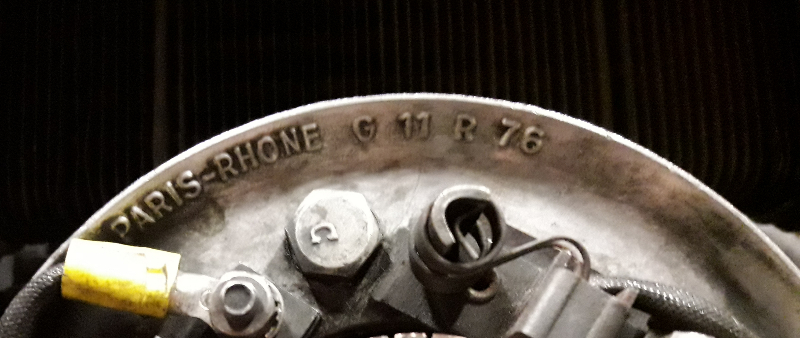 PARIS-RHONE G 11 R 76
C